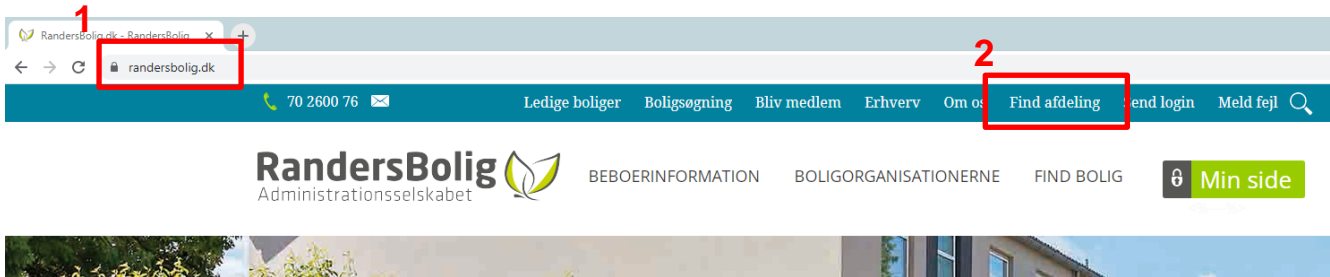 1
RandersBolig.dk - RandersBolig
randersbolig.dk
2
70 2600 76 Ledige boliger Boligsøgning Bliv medlem Erhverv Om os Find afdeling Send login Meld fejl
RandersBolig
Administrationsselskabet
BEBOERINFORMATION BOLIGORGANISATIONERNE FIND BOLIG Min side